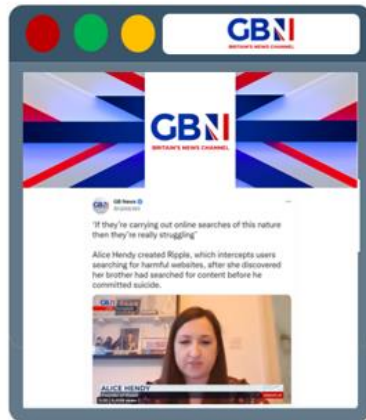 GBN
BRITAIN'S NEWS CHANNEL
GBN
BRITAIN'S NEWS CHANNEL
GB News
'If they're carrying out online searches of this nature
then they're really struggling'
Alice Hendy created Ripple, which intercepts users
searching for harmful websites, after she discovered
her brother had searched for content before he
committed suicide.
ALICE HENDY